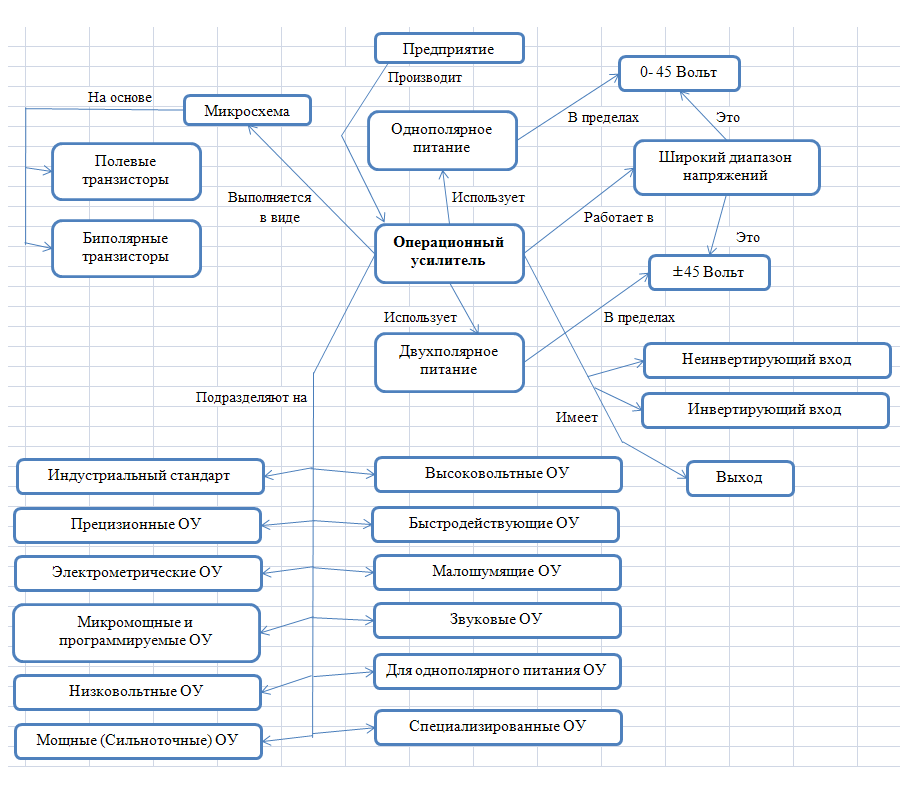 Предприятие
Производит
0- 45 Вольт
На основе
Микросхема
Однополярное
питание
В пределах
Это
Широкий диапазон
напряжений
Полевые
транзисторы
Выполняется
в виде
Использует
Работает в
Биполярные
транзисторы
Операционный
усилитель
Это
±45 Вольт
Использует
В пределах
Двухполярное
питание
Неинвертирующий вход
Подразделяют на
Имеет
Инвертирующий вход
Выход
Индустриальный стандарт
Высоковольтные ОУ
Прецизионные ОУ
Быстродействующие ОУ
Электрометрические ОУ
Малошумящие ОУ
Микромощные и
программируемые ОУ
Звуковые ОУ
Низковольтные ОУ
Для однополярного питания ОУ
Мощные (Сильноточные) ОУ
Специализированные ОУ